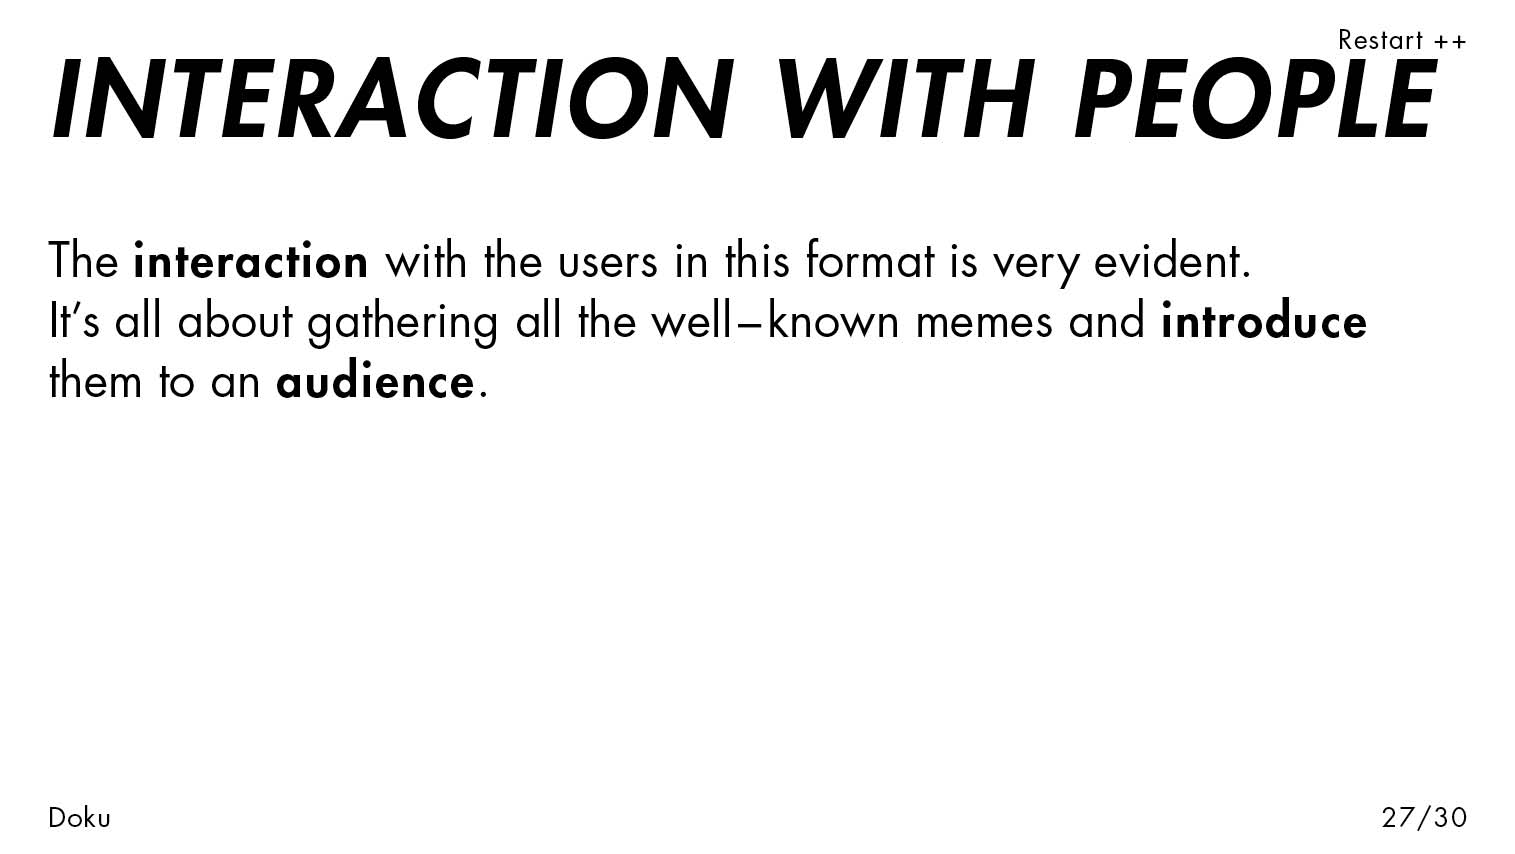 Restart ++
INTERACTION WITH PEOPLE
The interaction with the users in this format is very evident.
It’s all about gathering all the well–known memes and introduce
them to an audience.
Doku
27/30